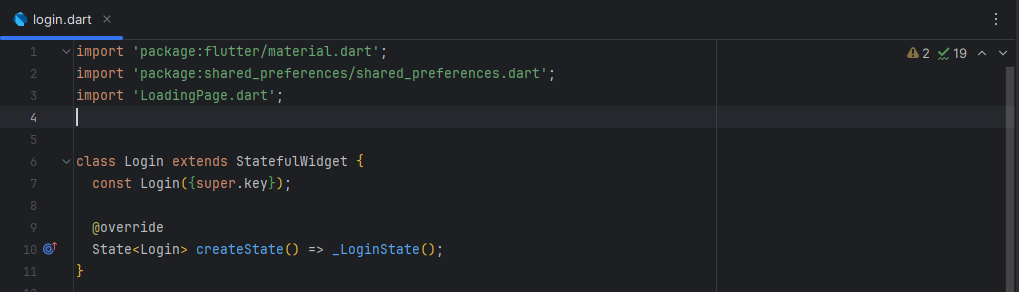 login.dart
2 19
1 import 'package:flutter/material.dart';
2 import 'package:shared_preferences/shared_preferences.dart';
3 import 'LoadingPage.dart';
4
5
6 class Login extends StatefulWidget {
7 const Login({super.key});
8
9 @override
10 State<Login> createState() => _LoginState();
11 }